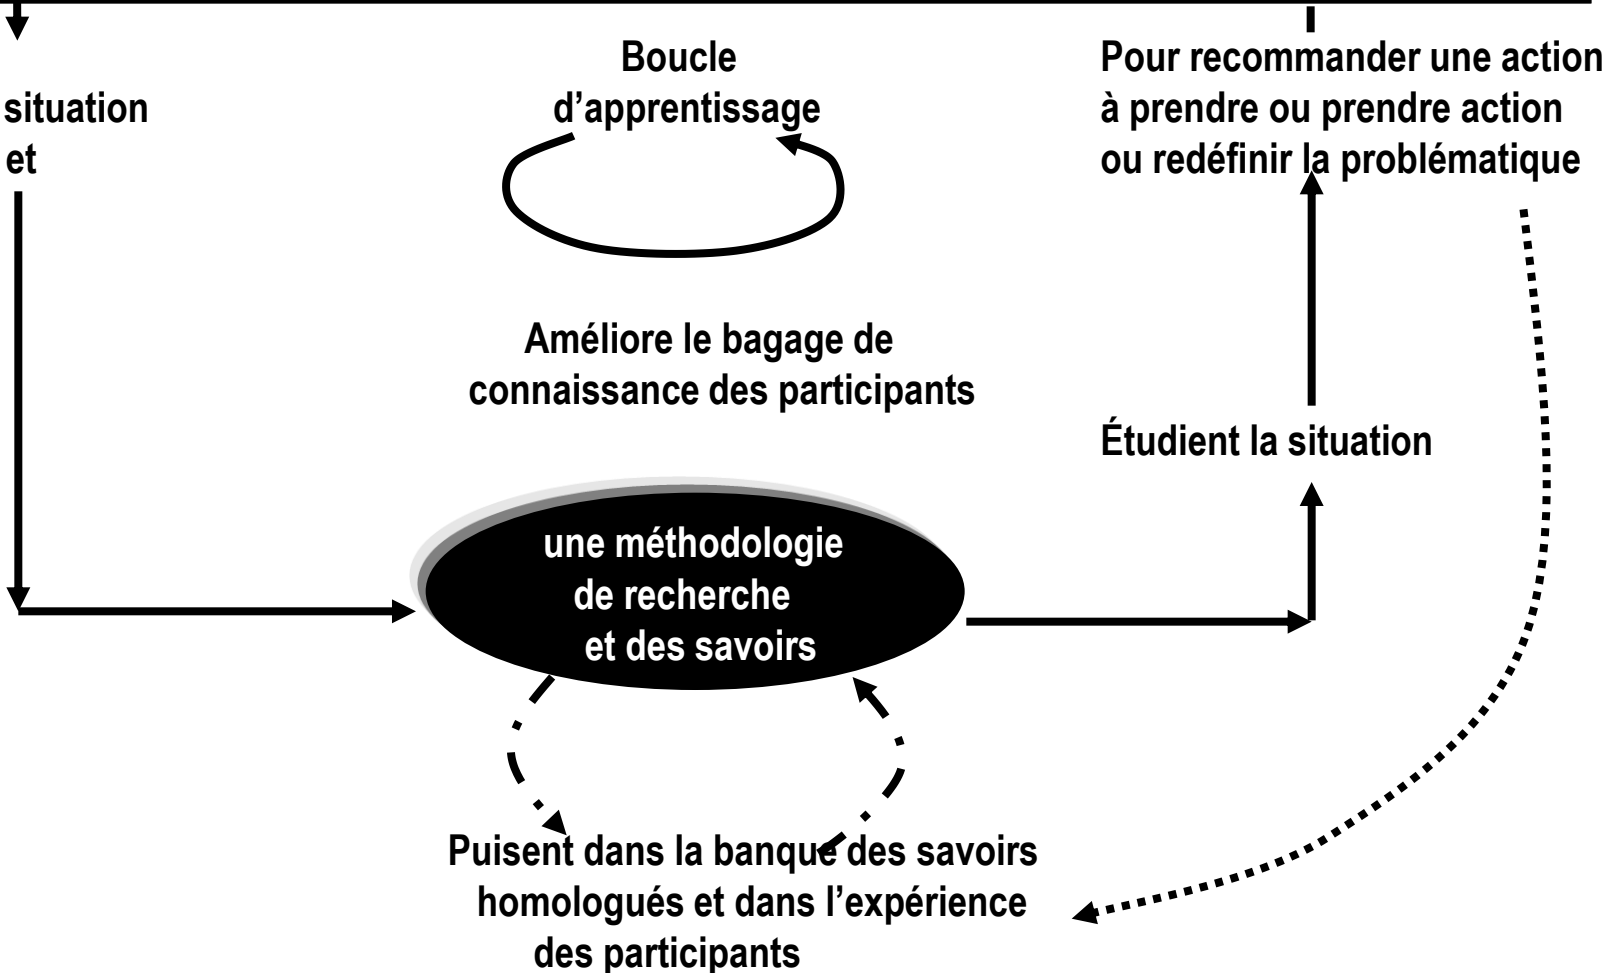 situation
et
Boucle
d’apprentissage
Pour recommander une action
à prendre ou prendre action
ou redéfinir la problématique
Améliore le bagage de
connaissance des participants
Étudient la situation
une méthodologie
de recherche
et des savoirs
Puisent dans la banque des savoirs
homologués et dans l’expérience
des participants